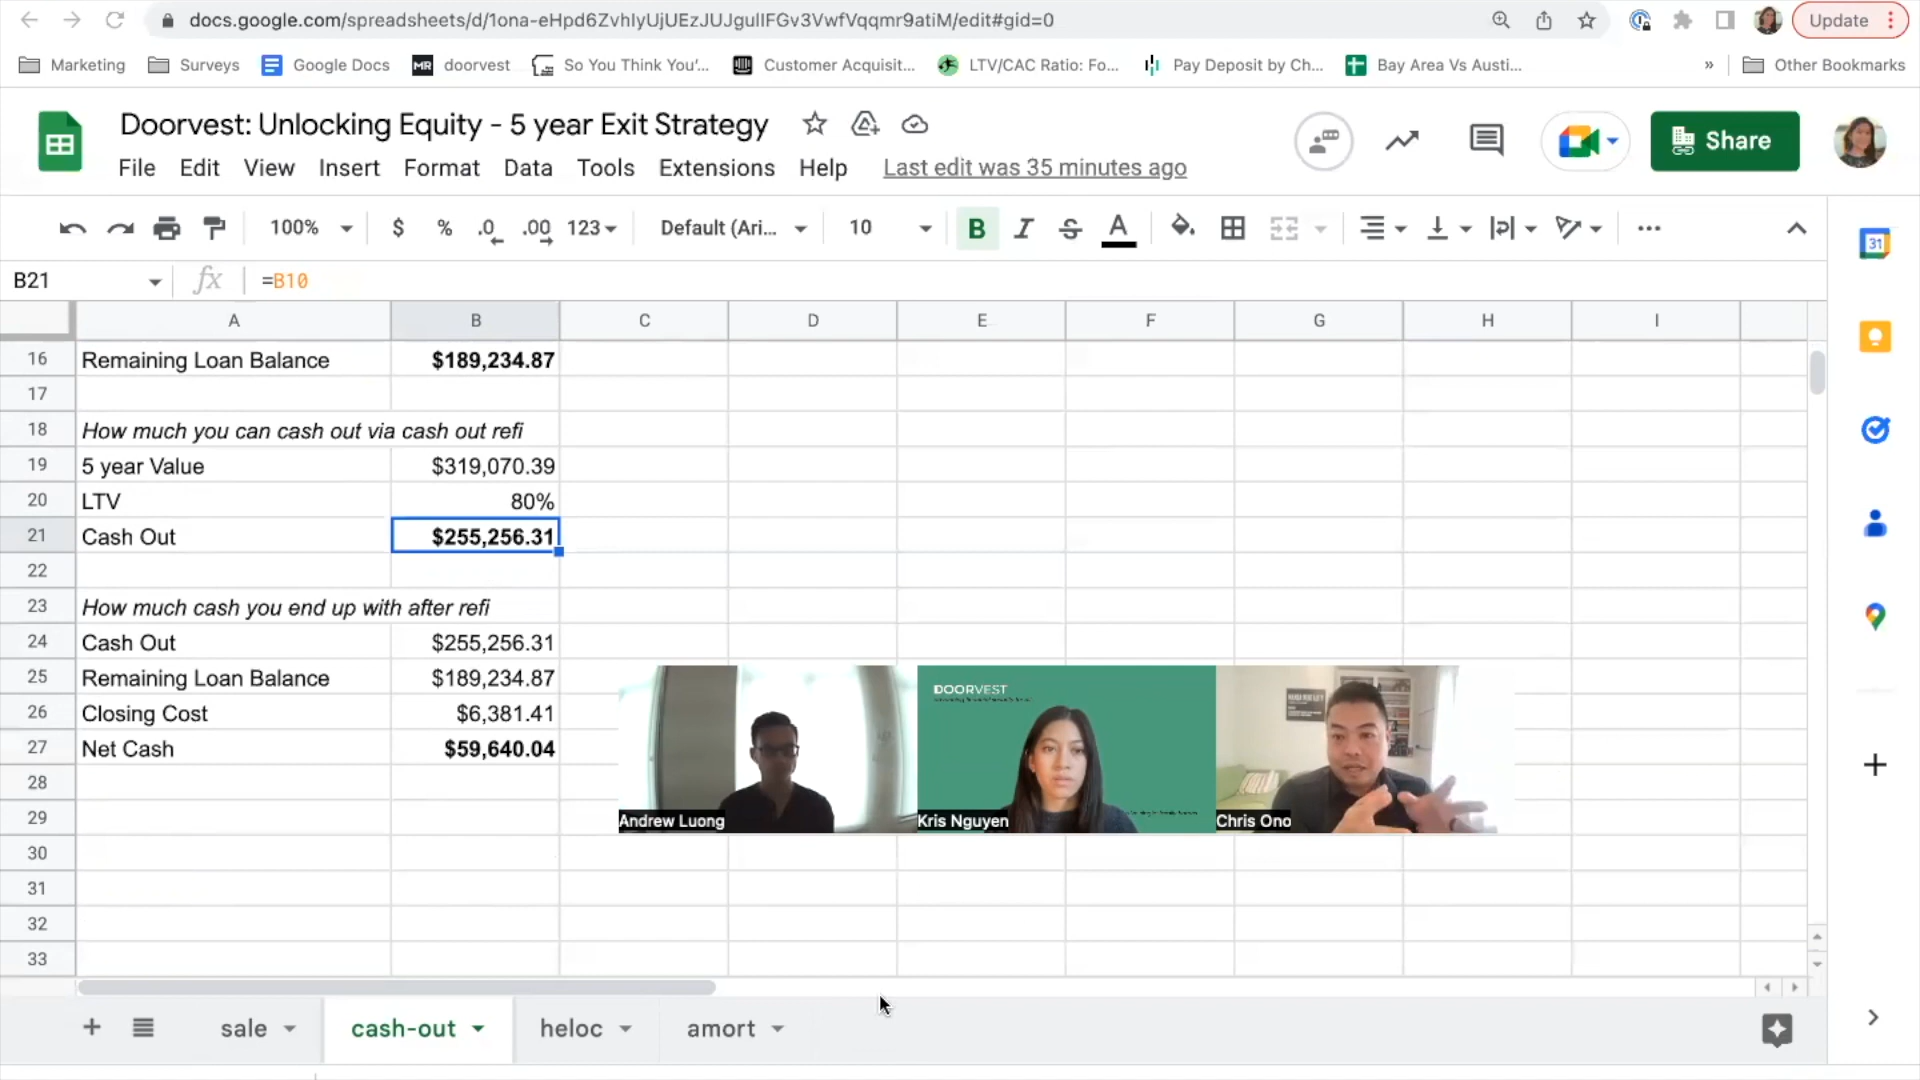 docs.google.com/spreadsheets/d/1ona-eHpd6ZvhIyUjUEzJUJgulIFGv3VwfVqqmr9atiM/edit#gid=0
Update
Marketing
Surveys
Google Docs
MR doorvest
So You Think You'...
Customer Acquisit...
LTV/CAC Ratio: Fo...
Pay Deposit by Ch...
Bay Area Vs Austi...
»
Other Bookmarks
Doorvest: Unlocking Equity - 5 year Exit Strategy
File Edit View Insert Format Data Tools Extensions Help Last edit was 35 minutes ago
Share
100% $ % .0 .00 123 Default (Ari... 10 B I S A ...
31
B21 fx =B10
A B C D E F G H I
16 Remaining Loan Balance $189,234.87
17
18 How much you can cash out via cash out refi
19 5 year Value $319,070.39
20 LTV 80%
21 Cash Out $255,256.31
22
23 How much cash you end up with after refi
24 Cash Out $255,256.31
25 Remaining Loan Balance $189,234.87
26 Closing Cost $6,381.41
27 Net Cash $59,640.04
28
29
30
31
32
33
DOORVEST
Andrew Luong
Kris Nguyen
Chris Ono
sale cash-out heloc amort